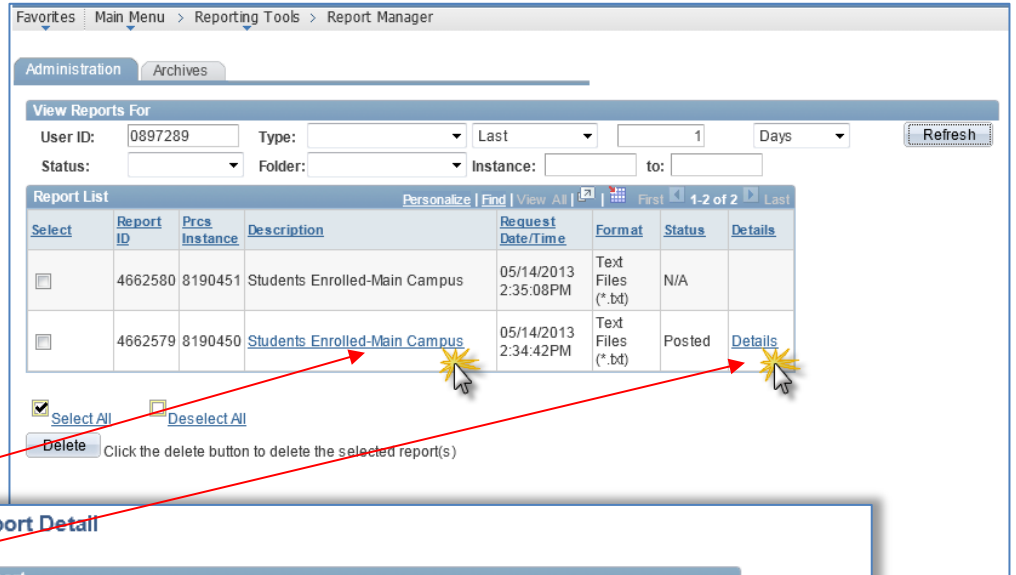 Favorites Main Menu > Reporting Tools > Report Manager
Administration Archives
View Reports For
User ID: 0897289 Type: Last 1 Days Refresh
Status: Folder: Instance: to:
Report List Personalize | Find | View All | | First 1-2 of 2 Last
Select Report ID Prcs Instance Description Request Date/Time Format Status Details
4662580 8190451 Students Enrolled-Main Campus 05/14/2013 2:35:08PM Text Files (*.txt) N/A
4662579 8190450 Students Enrolled-Main Campus 05/14/2013 2:34:42PM Text Files (*.txt) Posted Details
Select All Deselect All
Delete Click the delete button to delete the selected report(s)
ort Detail